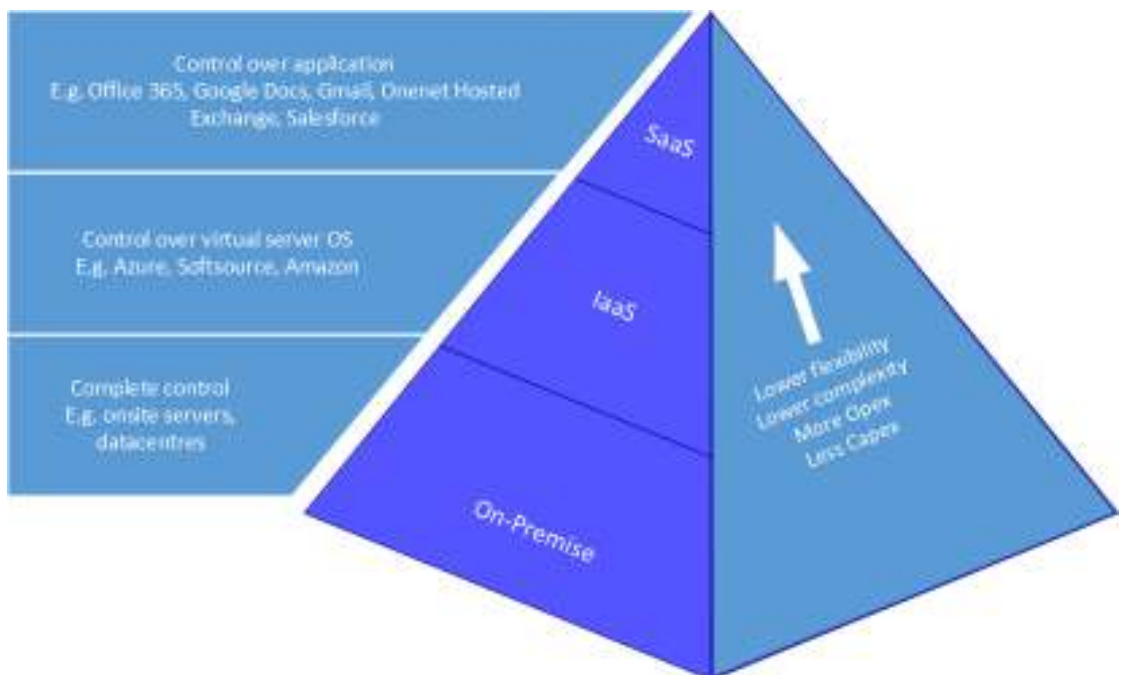 Control over application
E.g. Office 365, Google Docs, Gmail, Onenet Hosted
Exchange, Salesforce
SaaS
Control over virtual server OS
E.g. Azure, Softsource, Amazon
IaaS
Complete control
E.g. onsite servers,
datacentres
On-Premise
Lower flexibility
Lower complexity
More Opex
Less Capex